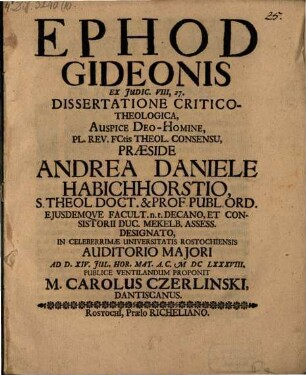 25.
EPHOD
GIDEONIS
EX JUDIC. VIII, 27.
DISSERTATIONE CRITICO-
THEOLOGICA,
AUSPICE DEO-HOMINE,
PL. REV. FCtis THEOL. CONSENSU,
PRÆSIDE
ANDREA DANIELE
HABICHHORSTIO,
S. THEOL DOCT. & PROF PUBL. ORD.
EJUSDEMQVE FACULT. n. t. DECANO, ET CON-
SISTORII DUC. MEKELB. ASSESS.
DESIGNATO,
IN CELEBERRIMÆ UNIVERSITATIS ROSTOCHIENSIS
AUDITORIO MAJORI
AD D. XIV. JUL. HOR. MAT. A. C. M DC LXXXVIII,
PUBLICE VENTILANDUM PROPONIT
M. CAROLUS CZERLINSKI,
DANTISCANUS.
ROSTOCHI, Prælo RICHELIANO.